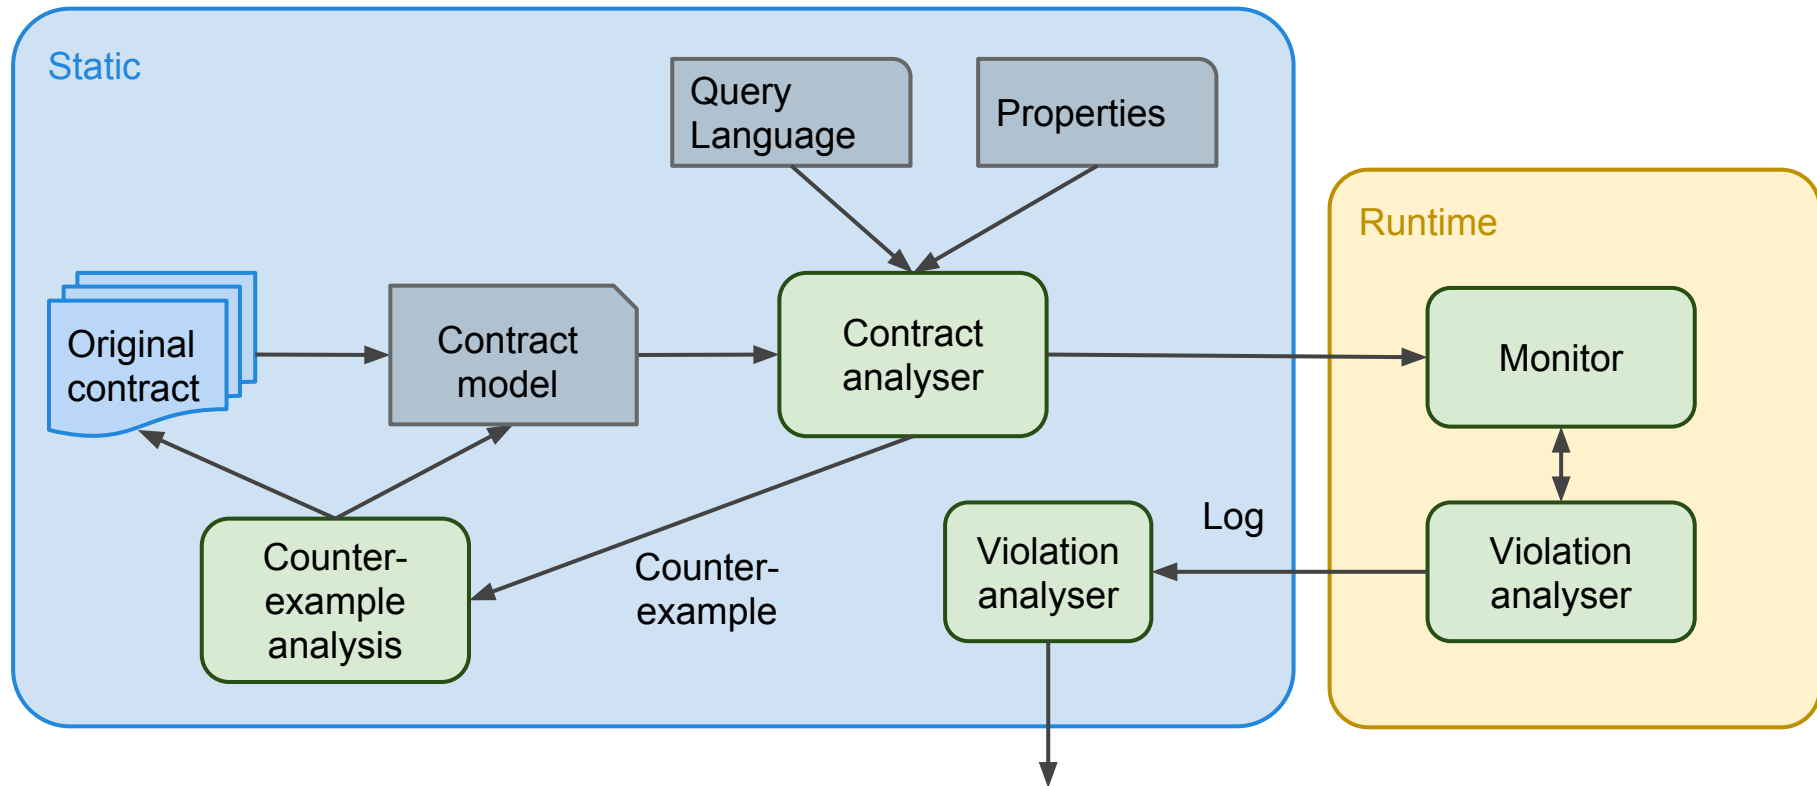 Static
Query
Language
Properties
Runtime
Original
contract
Contract
model
Contract
analyser
Monitor
Counter-
example
analysis
Counter-
example
Violation
analyser
Log
Violation
analyser